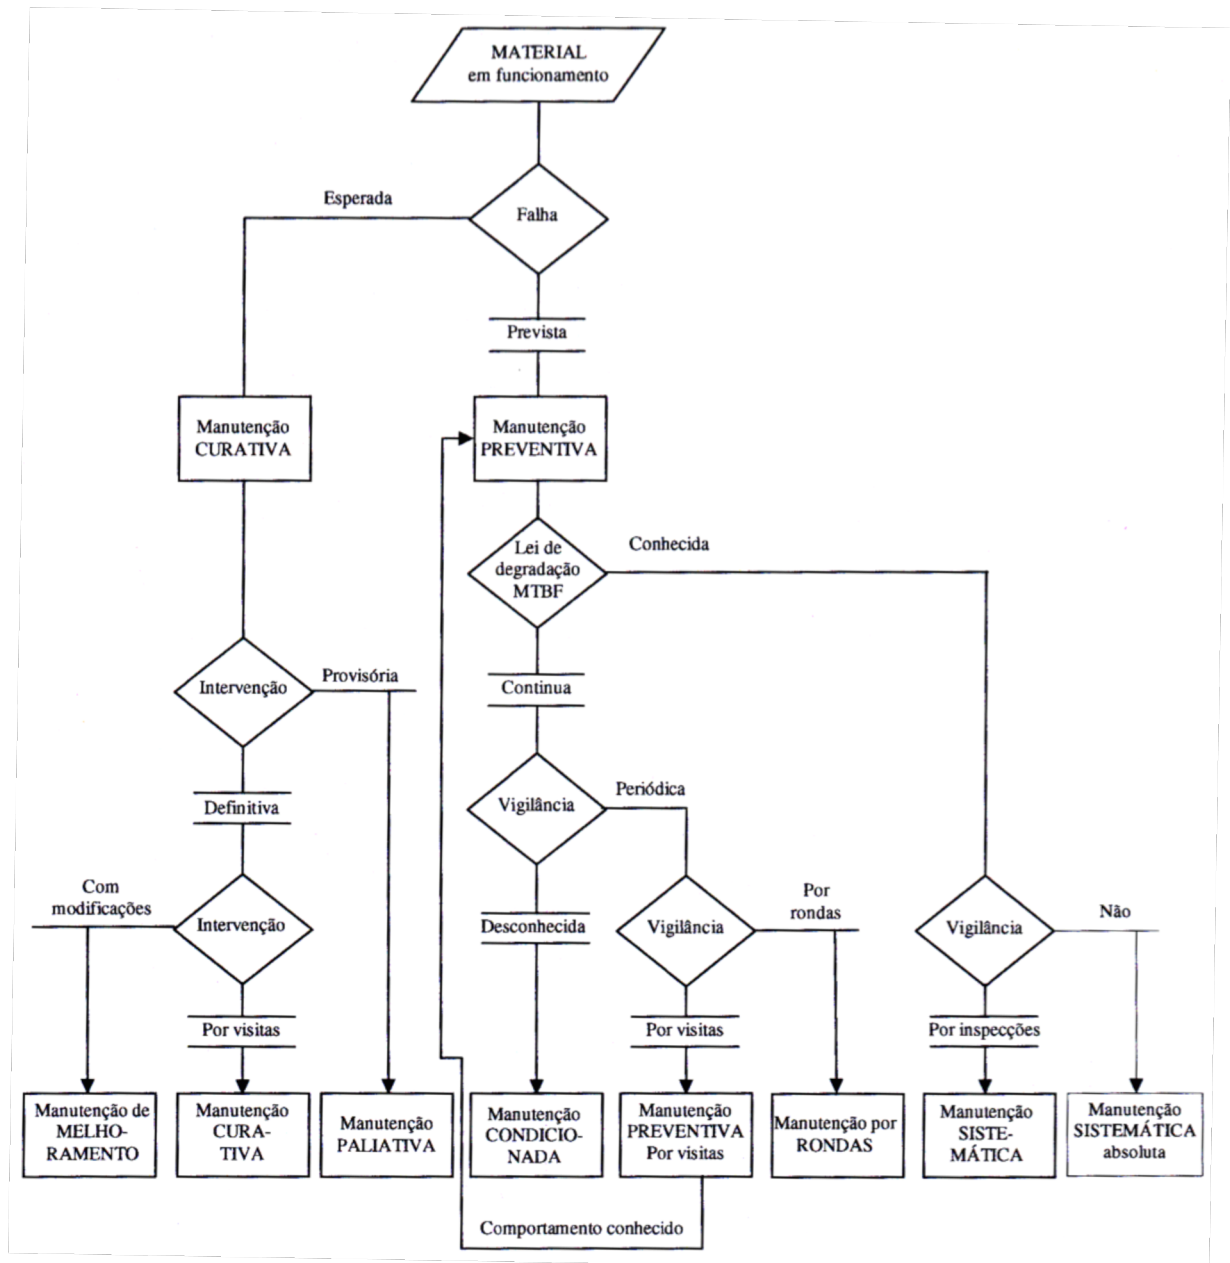 MATERIAL
em funcionamento
Esperada
Falha
Prevista
Manutenção
CURATIVA
Manutenção
PREVENTIVA
Lei de
degradação
MTBF
Conhecida
Intervenção
Provisória
Continua
Vigilância
Periódica
Definitiva
Com
modificações
Intervenção
Desconhecida
Vigilância
Por
rondas
Vigilância
Não
Por visitas
Por visitas
Por inspecções
Manutenção de
MELHO-
RAMENTO
Manutenção
CURA-
TIVA
Manutenção
PALIATIVA
Manutenção
CONDICIO-
NADA
Manutenção
PREVENTIVA
Por visitas
Manutenção por
RONDAS
Manutenção
SISTE-
MÁTICA
Manutenção
SISTEMÁTICA
absoluta
Comportamento conhecido